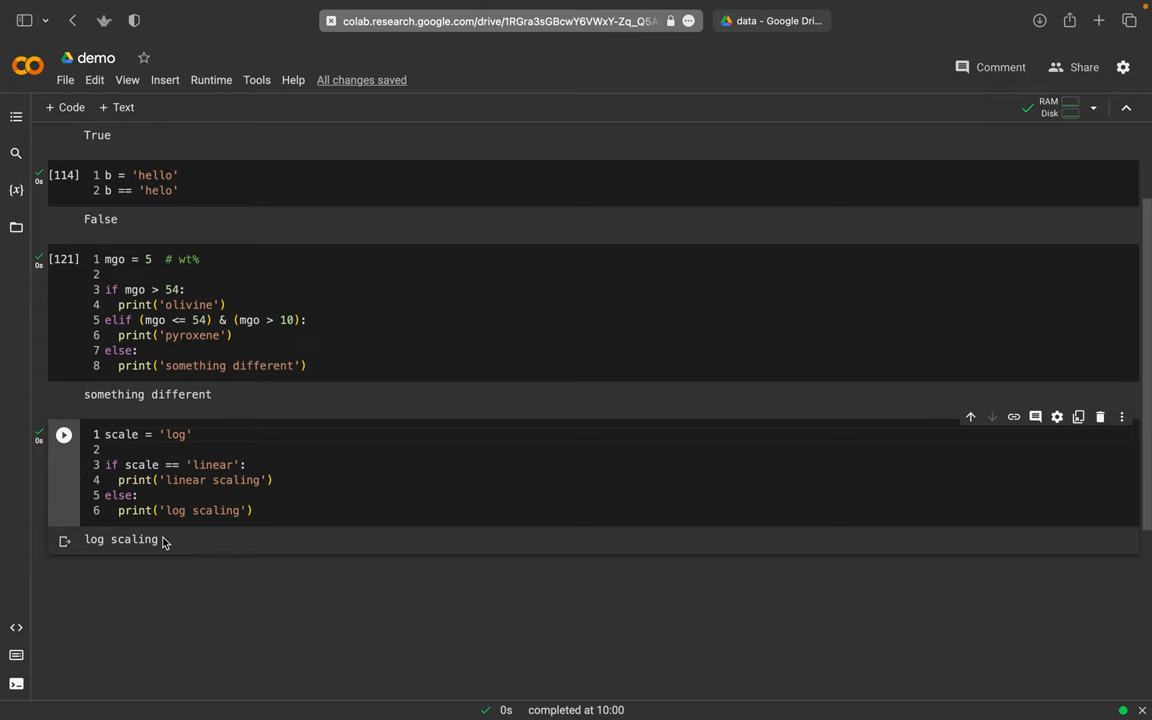 colab.research.google.com/drive/1RGra3sGBcwY6VWxY-Zq_Q5A...
data - Google Dri...
demo
File Edit View Insert Runtime Tools Help All changes saved
Comment
Share
+ Code + Text
RAM
Disk
True
[114]
0s
1 b = 'hello'
2 b == 'helo'
False
[121]
0s
1 mgo = 5 # wt%
2
3 if mgo > 54:
4 print('olivine')
5 elif (mgo <= 54) & (mgo > 10):
6 print('pyroxene')
7 else:
8 print('something different')
something different
0s
1 scale = 'log'
2
3 if scale == 'linear':
4 print('linear scaling')
5 else:
6 print('log scaling')
log scaling
0s completed at 10:00